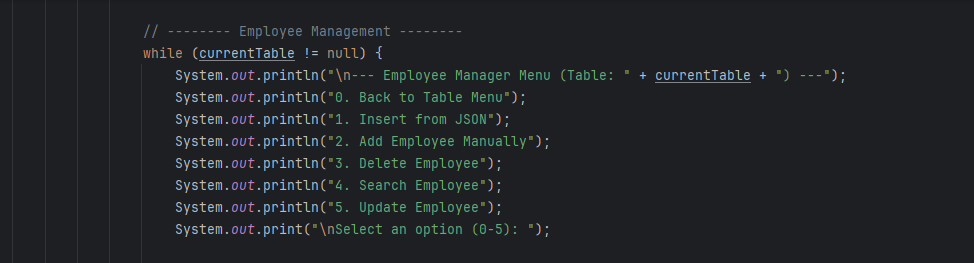 // -------- Employee Management --------
while (currentTable != null) {
System.out.println("\n--- Employee Manager Menu (Table: " + currentTable + ") ---");
System.out.println("0. Back to Table Menu");
System.out.println("1. Insert from JSON");
System.out.println("2. Add Employee Manually");
System.out.println("3. Delete Employee");
System.out.println("4. Search Employee");
System.out.println("5. Update Employee");
System.out.print("\nSelect an option (0-5): ");